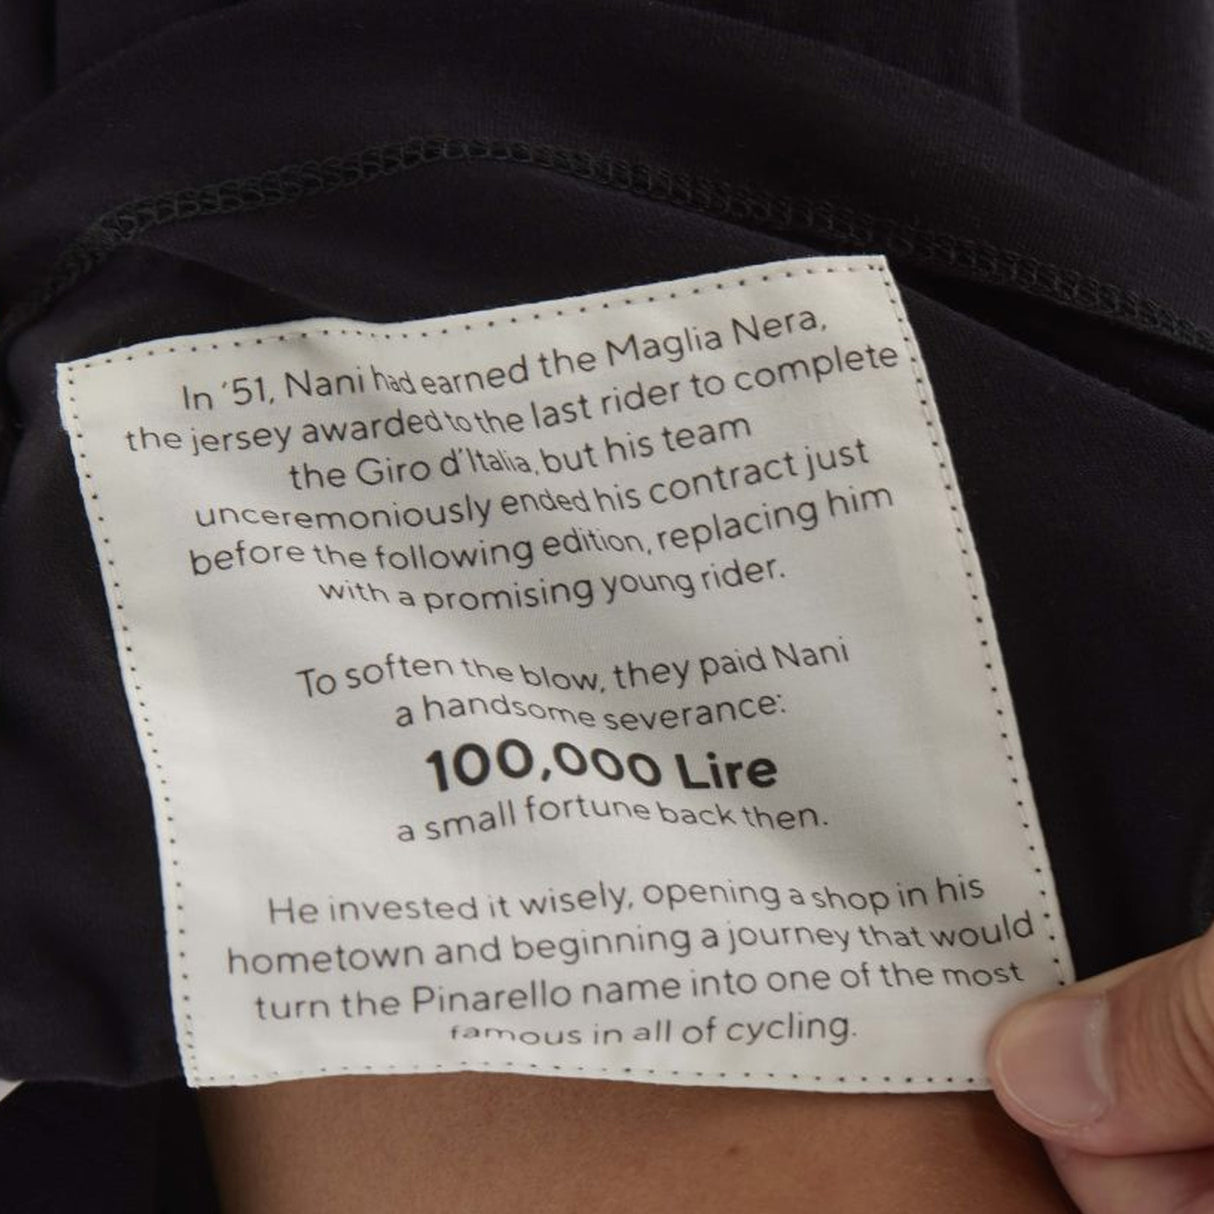 In '51, Nani had earned the Maglia Nera,
the jersey awarded to the last rider to complete
the Giro d'Italia, but his team
unceremoniously ended his contract just
before the following edition, replacing him
with a promising young rider.
To soften the blow, they paid Nani
a handsome severance:
100,000 Lire
a small fortune back then.
He invested it wisely, opening a shop in his
hometown and beginning a journey that would
turn the Pinarello name into one of the most
famous in all of cycling.